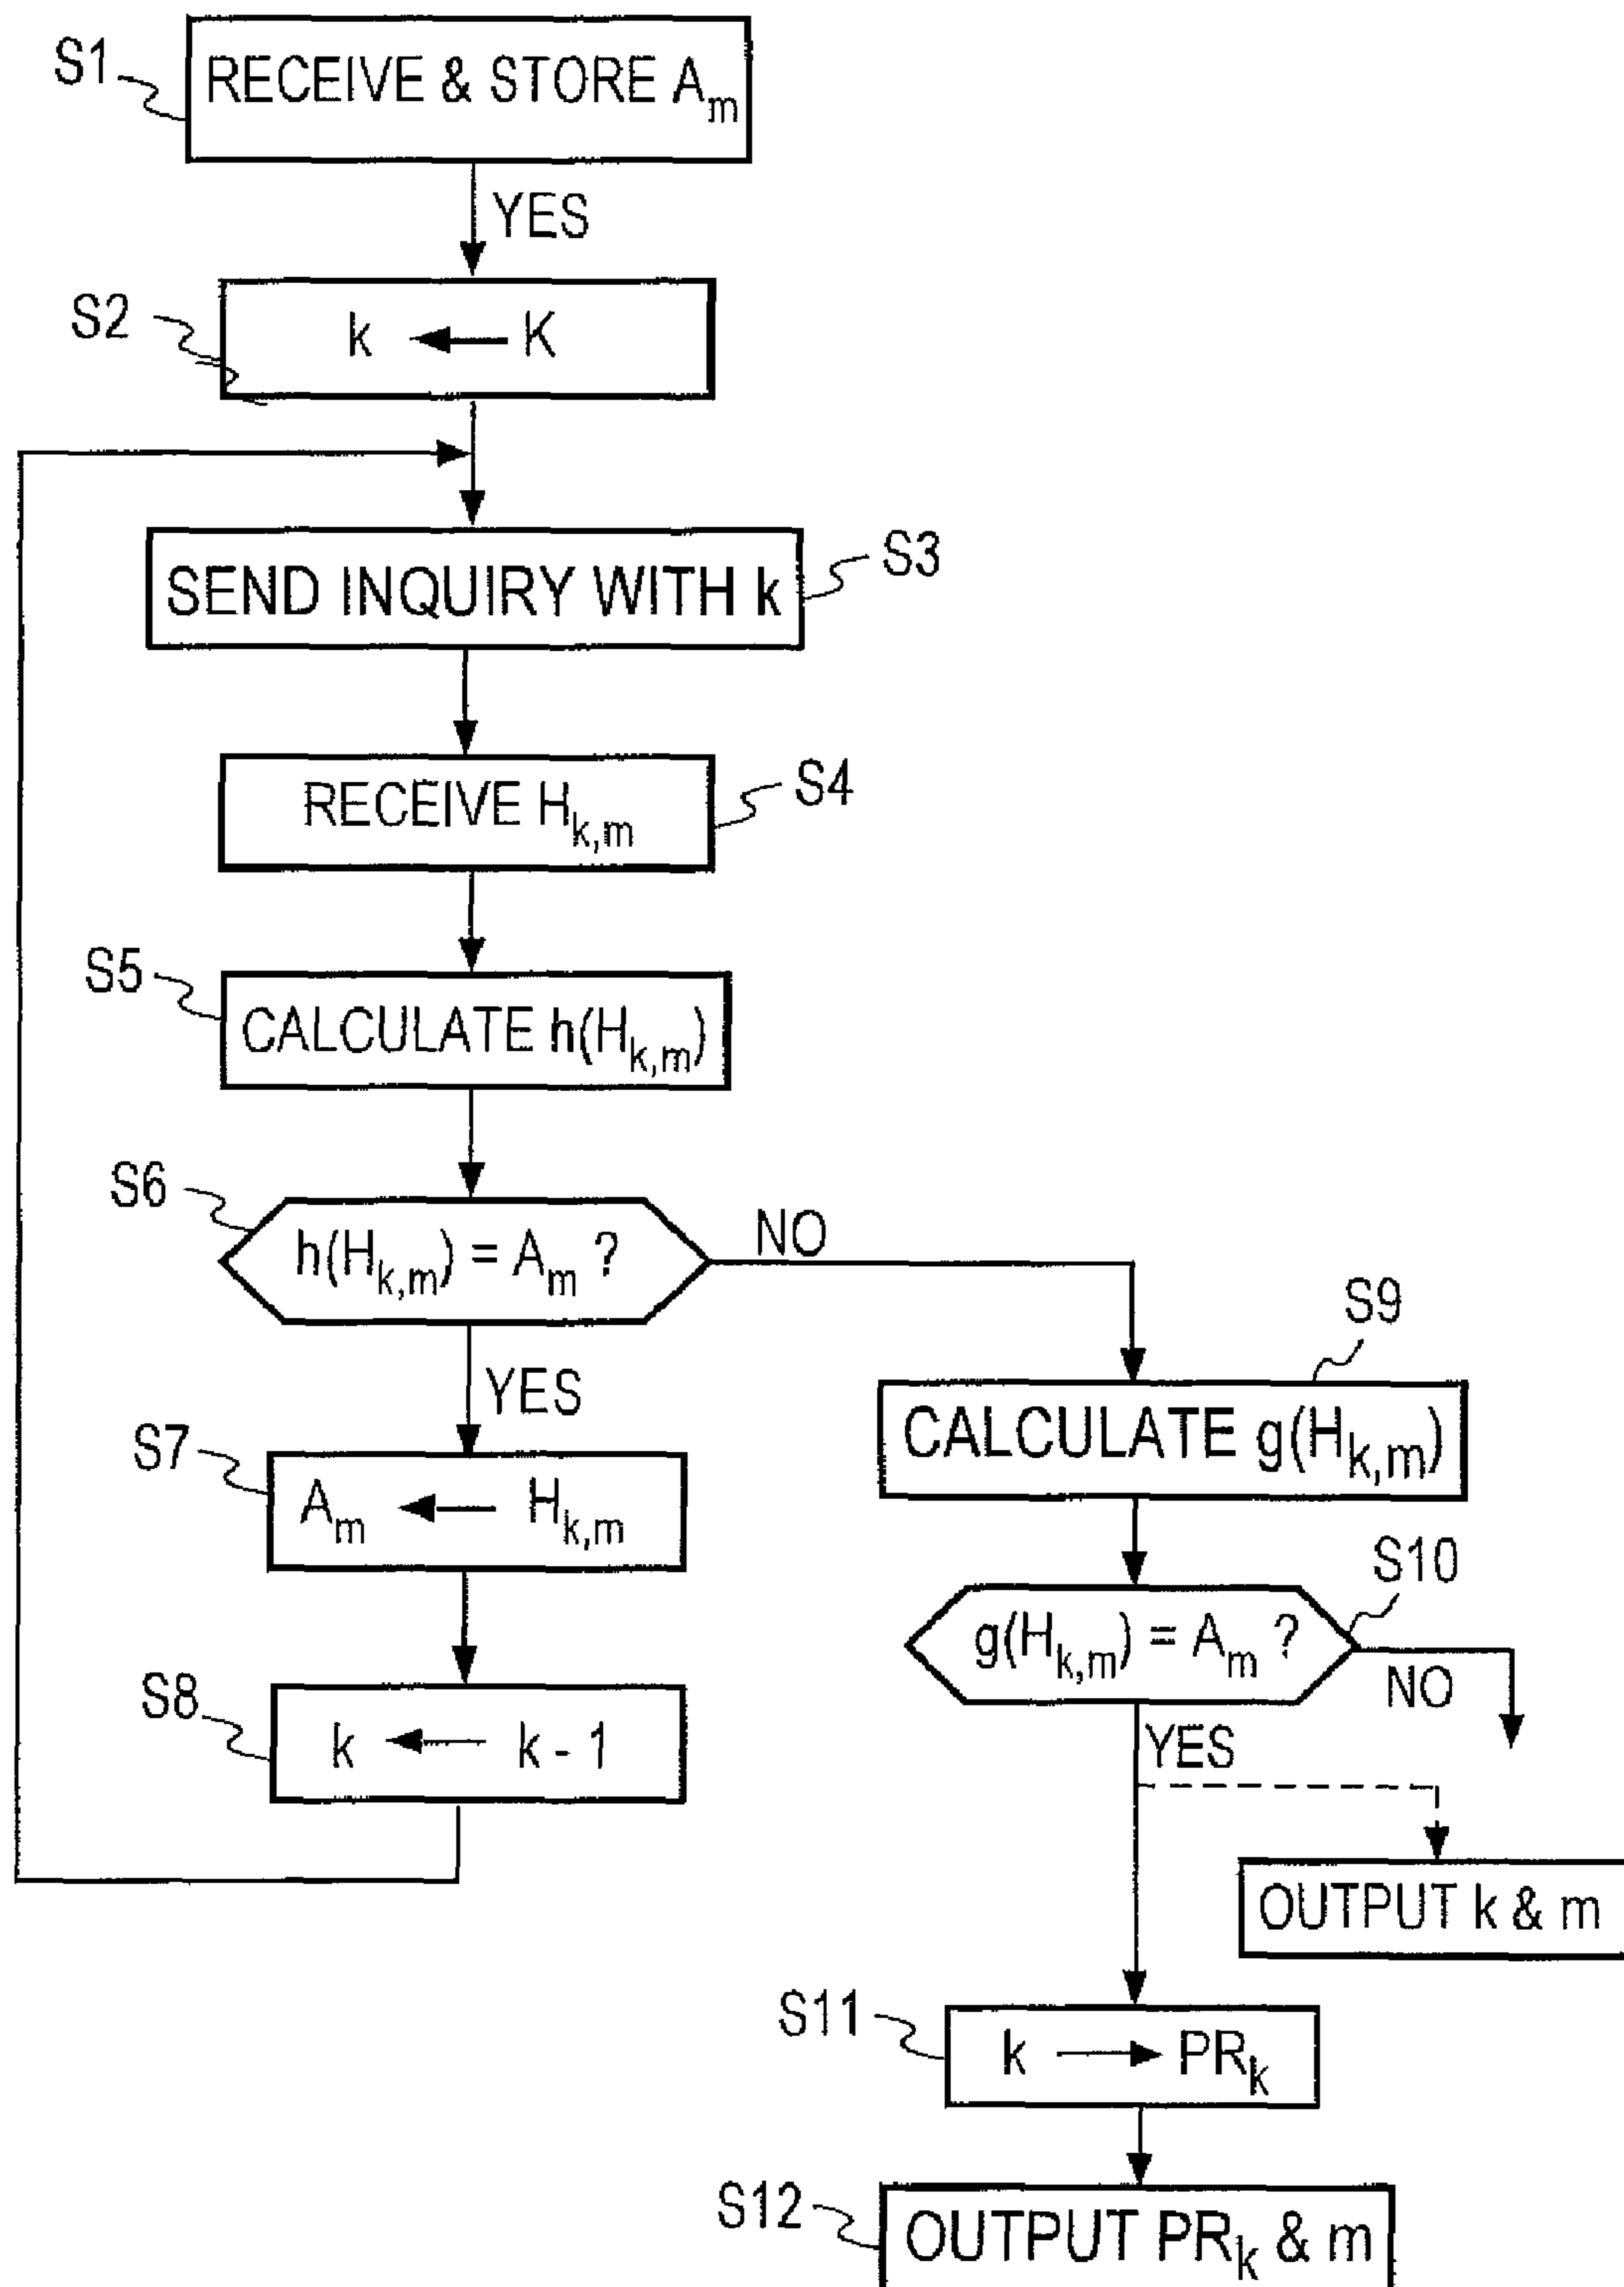 S1
RECEIVE & STORE Am
YES
S2
k ← K
SEND INQUIRY WITH k
S3
RECEIVE Hk,m
S4
S5
CALCULATE h(Hk,m)
S6
h(Hk,m) = Am ?
NO
YES
S7
Am ← Hk,m
S8
k ← k - 1
S9
CALCULATE g(Hk,m)
S10
g(Hk,m) = Am ?
NO
YES
OUTPUT k & m
S11
k → PRk
S12
OUTPUT PRk & m